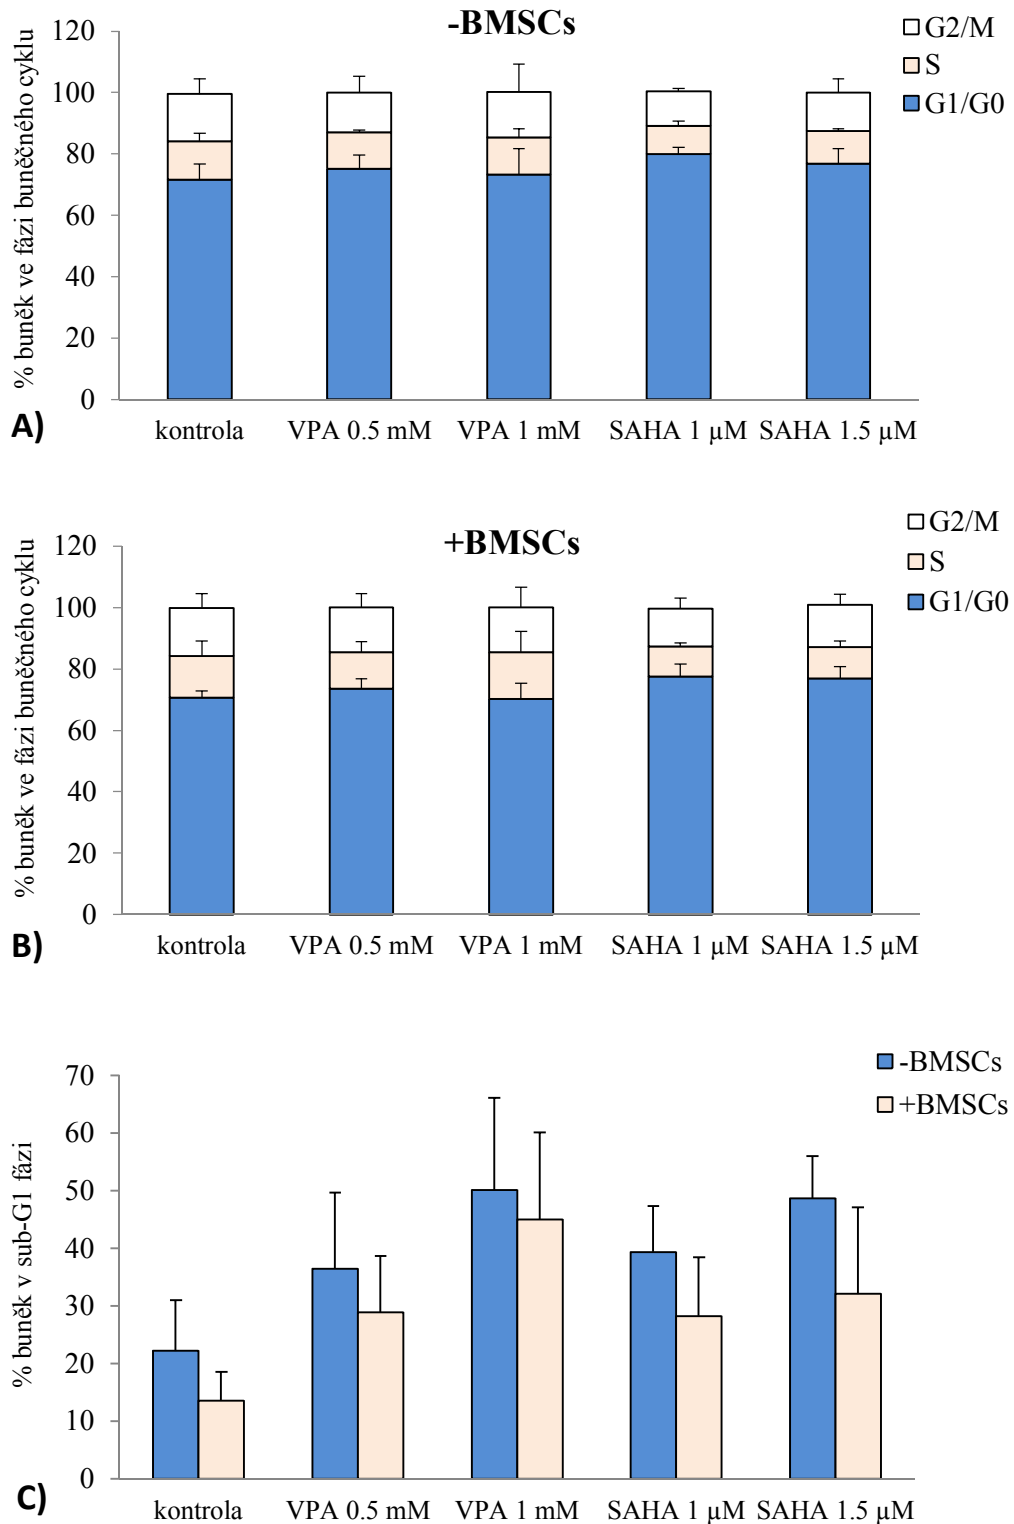 -BMSCs
G2/M
S
G1/G0
% buněk ve fázi buněčného cyklu
120
100
80
60
40
20
0
kontrola VPA 0.5 mM VPA 1 mM SAHA 1 µM SAHA 1.5 µM
A)
+BMSCs
G2/M
S
G1/G0
% buněk ve fázi buněčného cyklu
120
100
80
60
40
20
0
kontrola VPA 0.5 mM VPA 1 mM SAHA 1 µM SAHA 1.5 µM
B)
-BMSCs
+BMSCs
% buněk v sub-G1 fázi
70
60
50
40
30
20
10
0
kontrola VPA 0.5 mM VPA 1 mM SAHA 1 µM SAHA 1.5 µM
C)